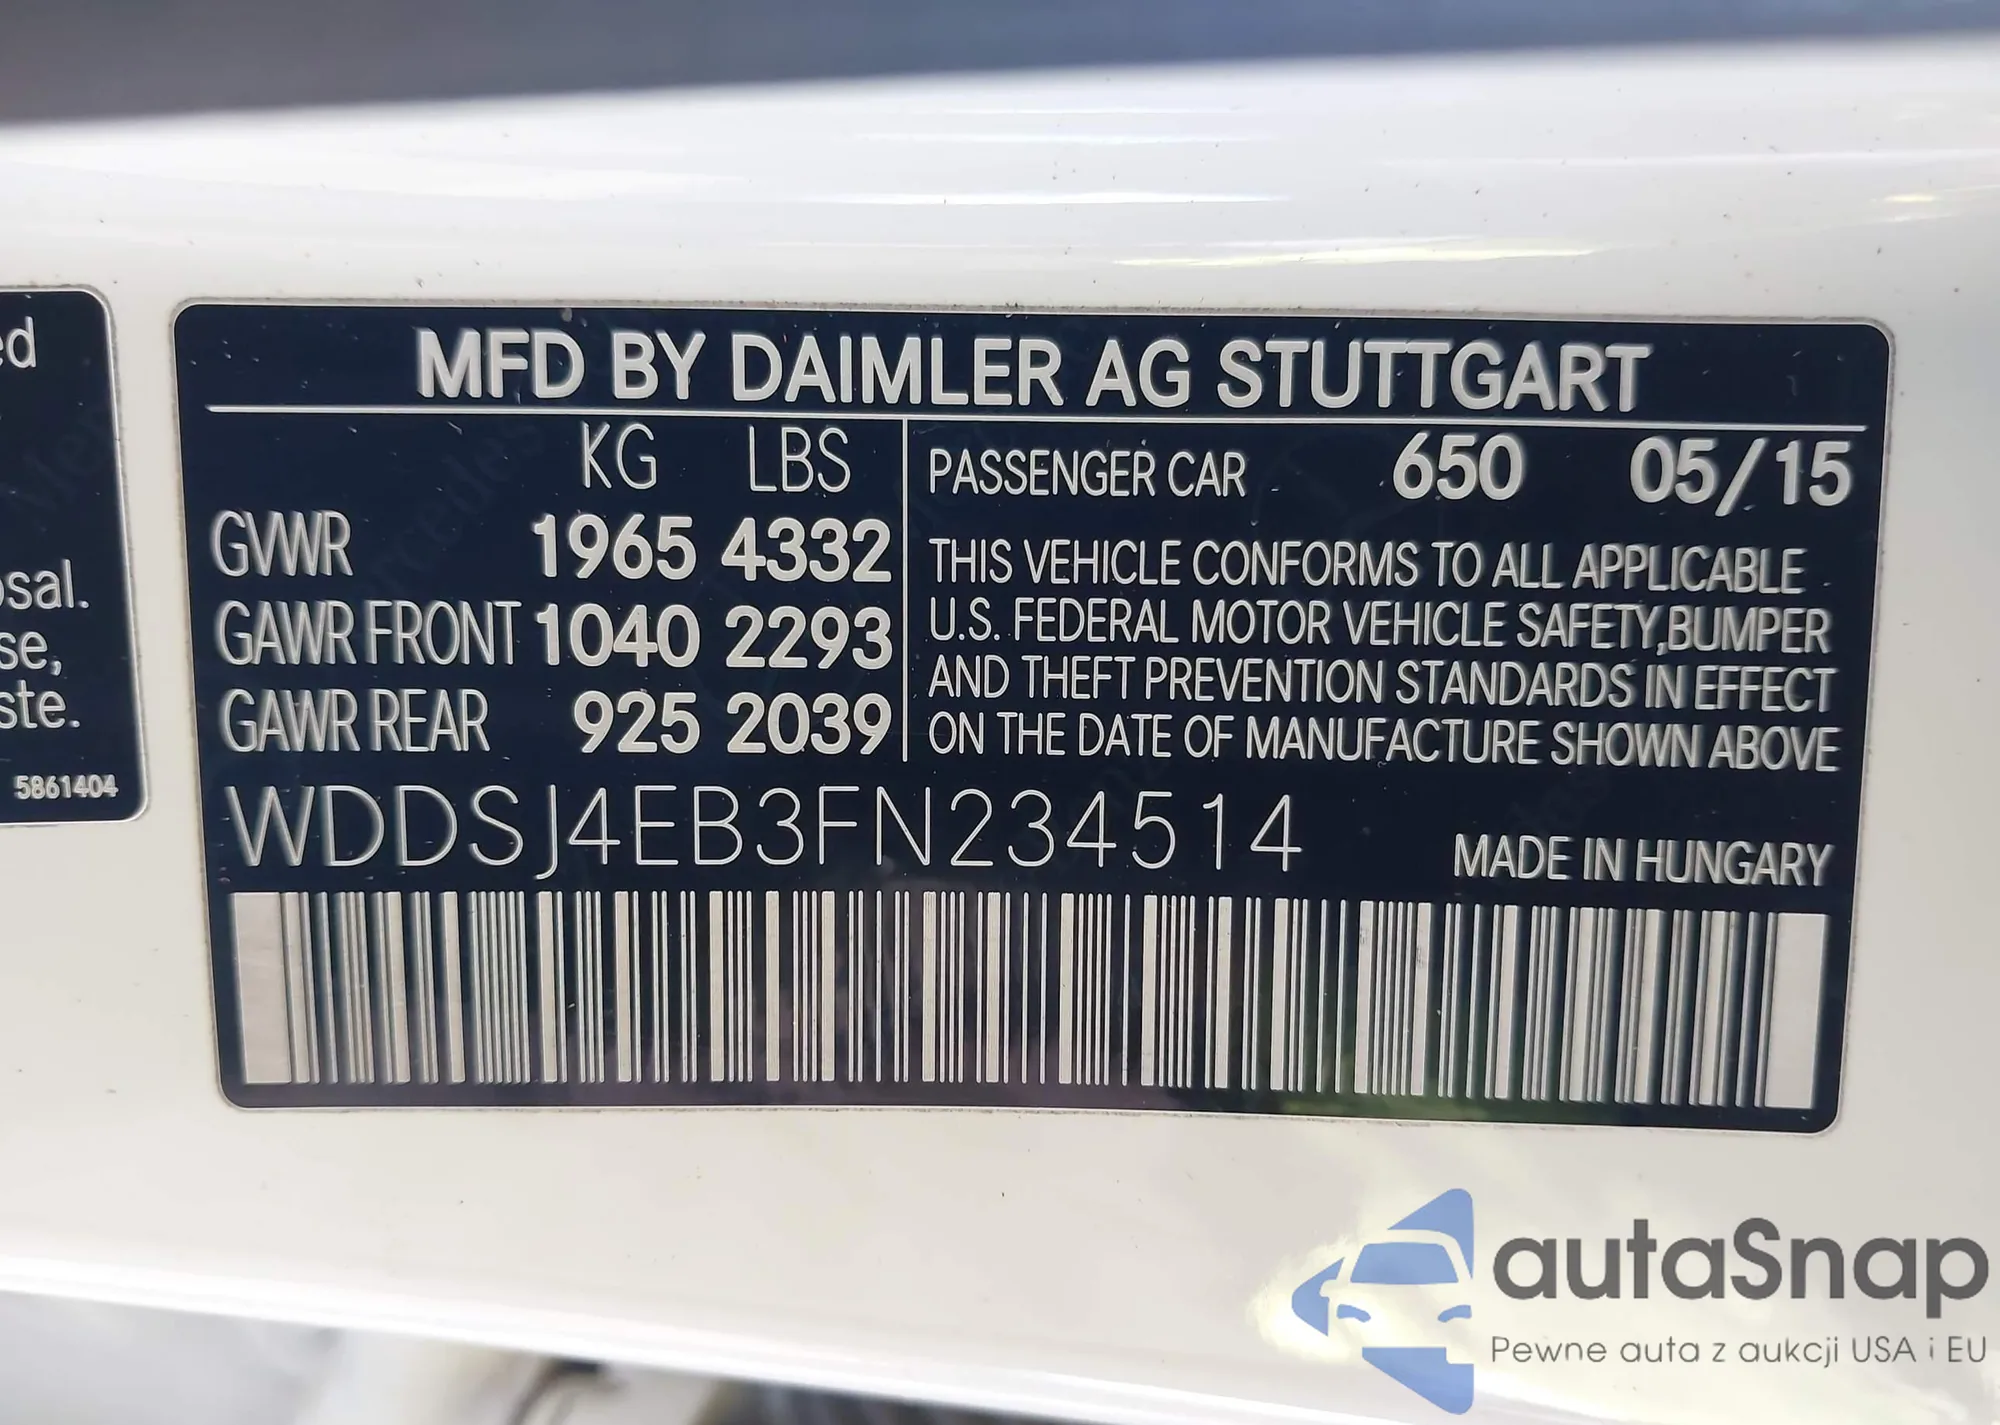 ed
osal.
se,
ste.
5861404
MFD BY DAIMLER AG STUTTGART
KG LBS
GVWR 1965 4332
GAWR FRONT 1040 2293
GAWR REAR 925 2039
PASSENGER CAR 650 05/15
THIS VEHICLE CONFORMS TO ALL APPLICABLE
U.S. FEDERAL MOTOR VEHICLE SAFETY,BUMPER
AND THEFT PREVENTION STANDARDS IN EFFECT
ON THE DATE OF MANUFACTURE SHOWN ABOVE
WDDSJ4EB3FN234514
MADE IN HUNGARY
autaSnap
Pewne auta z aukcji USA i EU